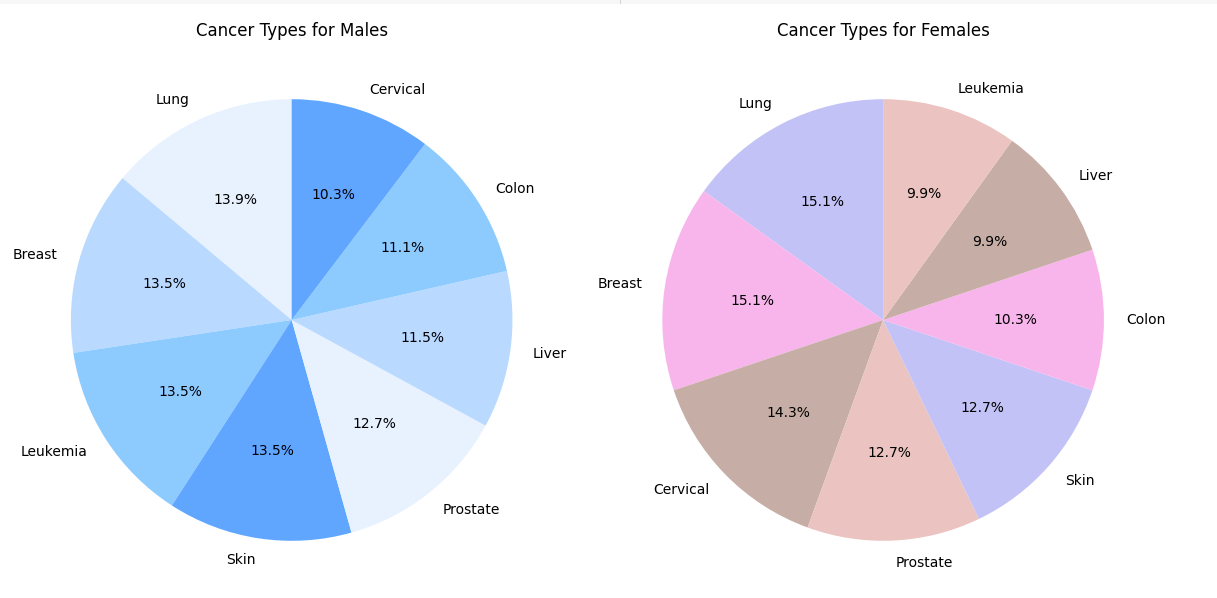 Cancer Types for Males
Cervical
Lung
Colon
10.3%
13.9%
11.1%
Breast
13.5%
11.5%
Liver
13.5%
12.7%
Leukemia
13.5%
Prostate
Skin
Cancer Types for Females
Leukemia
Lung
Liver
9.9%
15.1%
9.9%
Breast
15.1%
10.3%
Colon
14.3%
12.7%
12.7%
Skin
Cervical
Prostate